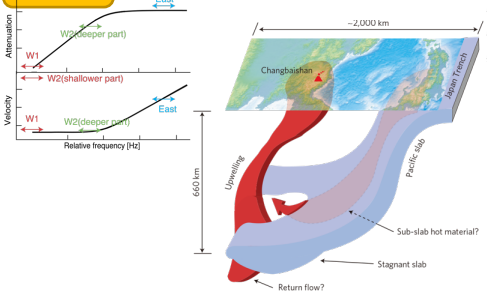 East
W2(deeper part)
Attenuation
W1
W2(shallower part)
Velocity
W1
W2(deeper part)
East
Relative frequency [Hz]
~2,000 km
Changbaishan
Japan Trench
Upwelling
Pacific slab
660 km
Sub-slab hot material?
Stagnant slab
Return flow?